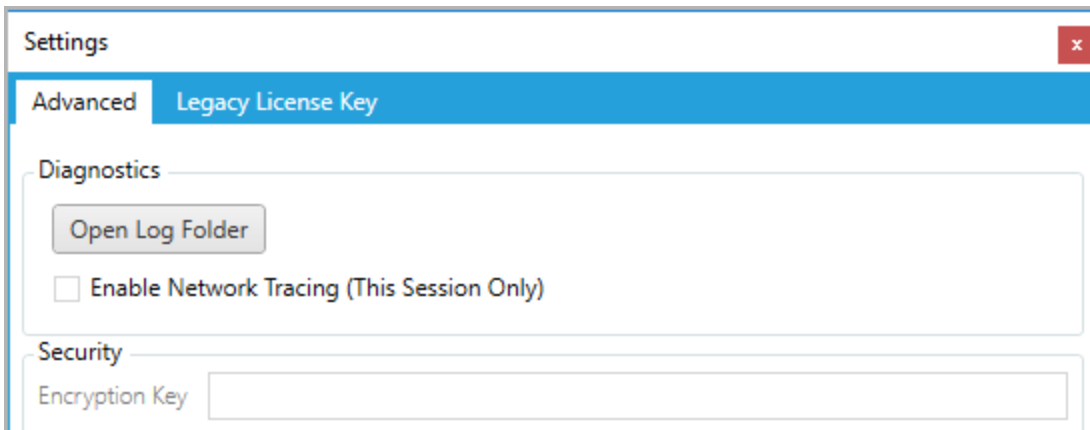 Settings
x
Advanced Legacy License Key
Diagnostics
Open Log Folder
Enable Network Tracing (This Session Only)
Security
Encryption Key